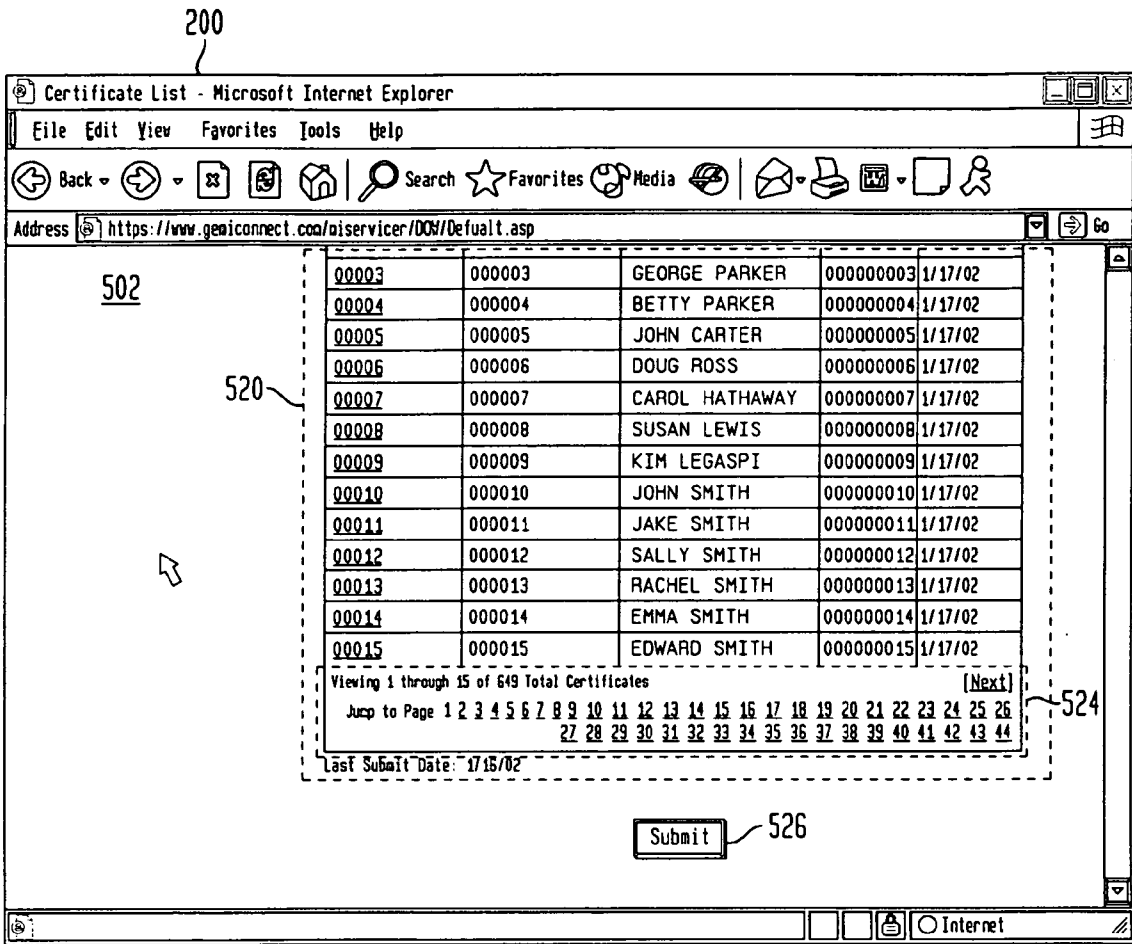 200
Certificate List - Microsoft Internet Explorer
File Edit View Favorites Tools Help
Back Search Favorites Media
Address https://www.gemiconnect.com/miservicer/DOW/Defualt.asp Go
502
00003 000003 GEORGE PARKER 000000003 1/17/02
00004 000004 BETTY PARKER 000000004 1/17/02
00005 000005 JOHN CARTER 000000005 1/17/02
00006 000006 DOUG ROSS 000000006 1/17/02
520
00007 000007 CAROL HATHAWAY 000000007 1/17/02
00008 000008 SUSAN LEWIS 000000008 1/17/02
00009 000009 KIM LEGASPI 000000009 1/17/02
00010 000010 JOHN SMITH 000000010 1/17/02
00011 000011 JAKE SMITH 000000011 1/17/02
00012 000012 SALLY SMITH 000000012 1/17/02
00013 000013 RACHEL SMITH 000000013 1/17/02
00014 000014 EMMA SMITH 000000014 1/17/02
00015 000015 EDWARD SMITH 000000015 1/17/02
Viewing 1 through 15 of 649 Total Certificates [Next]
Jump to Page 1 2 3 4 5 6 7 8 9 10 11 12 13 14 15 16 17 18 19 20 21 22 23 24 25 26
524
27 28 29 30 31 32 33 34 35 36 37 38 39 40 41 42 43 44
Last Submit Date: 1/16/02
Submit
526
Internet